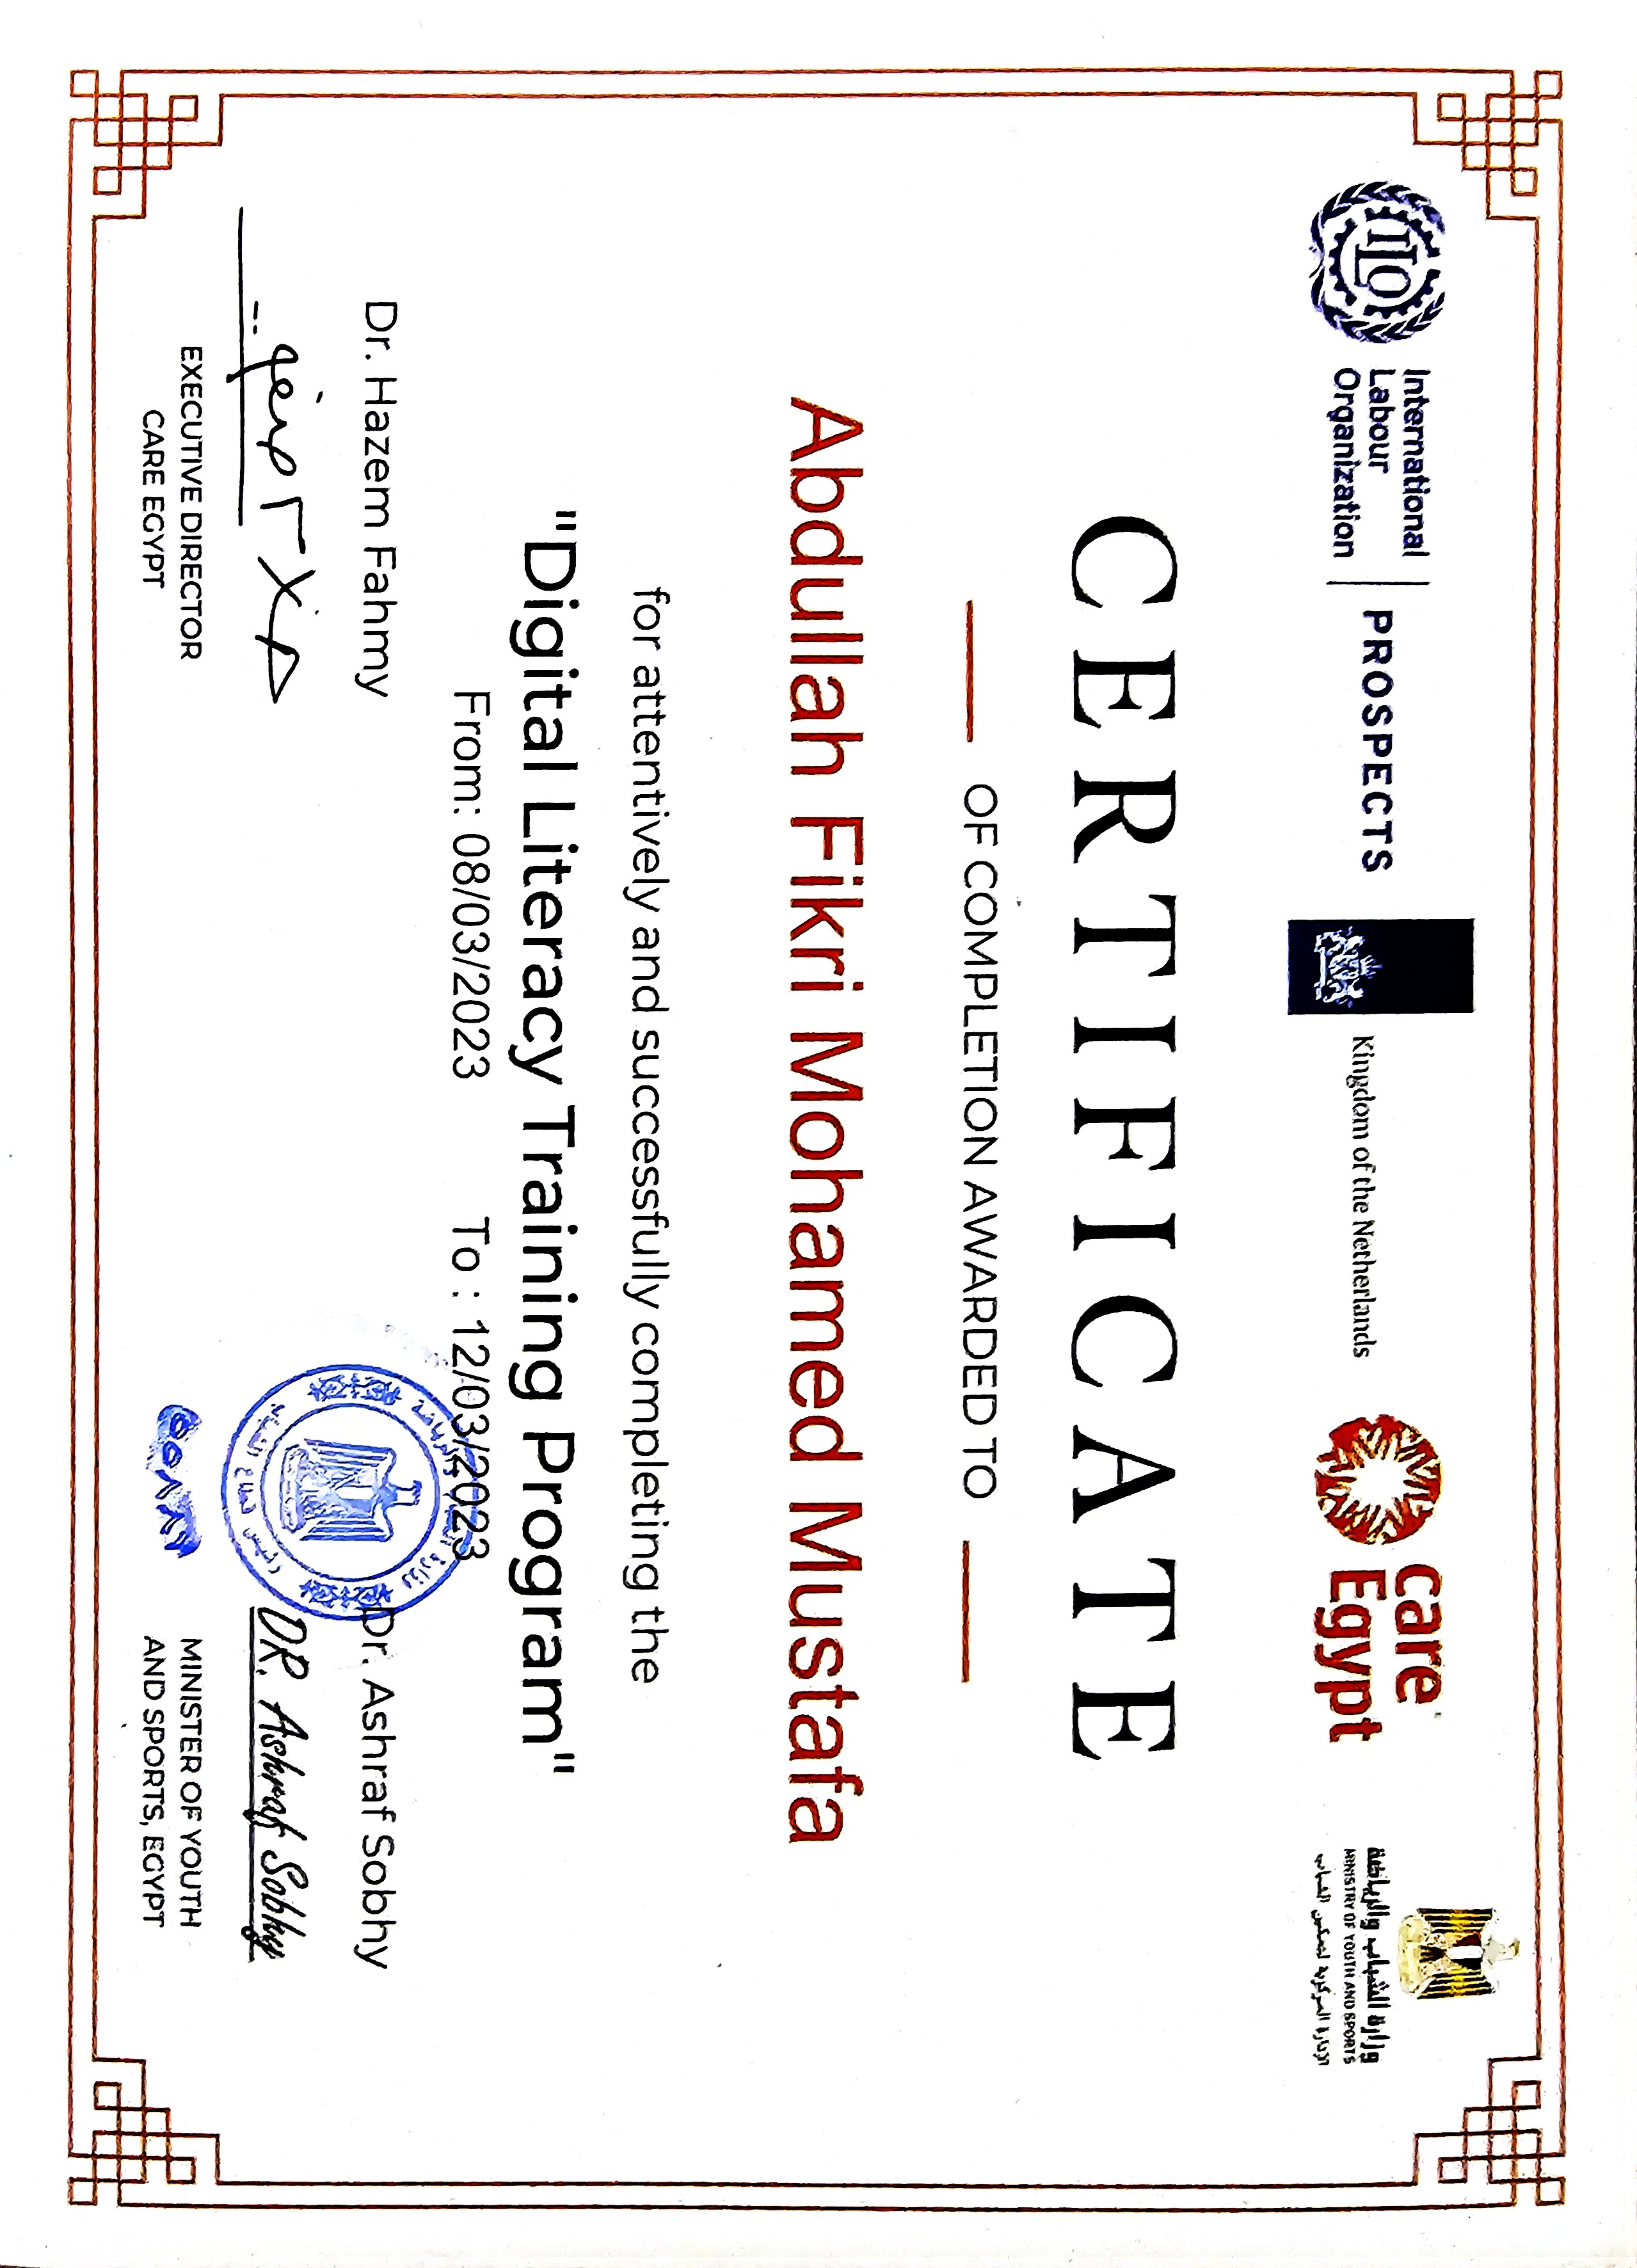 ILO
International
Labour
Organization
PROSPECTS
Kingdom of the Netherlands
care
Egypt
وزارة الشباب والرياضة
MINISTRY OF YOUTH AND SPORTS
الإدارة المركزية لتمكين الشباب
CERTIFICATE
OF COMPLETION AWARDED TO
Abdullah Fikri Mohamed Mustafa
for attentively and successfully completing the
"Digital Literacy Training Program"
From: 08/03/2023 To : 12/03/2023
Dr. Hazem Fahmy
Dr. Ashraf Sobhy
DR. Ashraf Sobhy
EXECUTIVE DIRECTOR
CARE EGYPT
MINISTER OF YOUTH
AND SPORTS, EGYPT